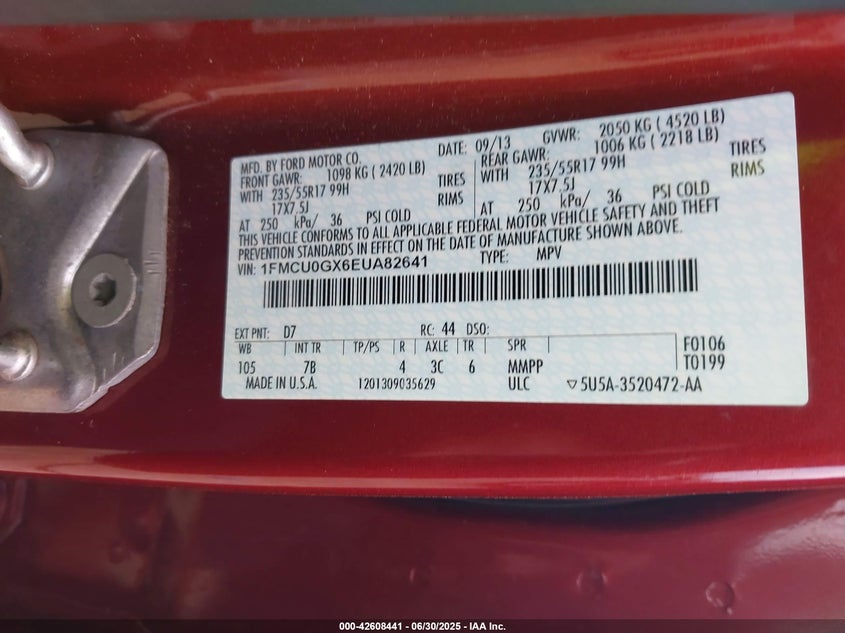 MFD. BY FORD MOTOR CO. DATE: 09/13 GVWR: 2050 KG ( 4520 LB)
FRONT GAWR: 1098 KG ( 2420 LB) REAR GAWR: 1006 KG ( 2218 LB)
WITH 235/55R17 99H TIRES WITH 235/55R17 99H TIRES
17X7.5J RIMS 17X7.5J RIMS
AT 250 kPa/ 36 PSI COLD AT 250 kPa/ 36 PSI COLD
THIS VEHICLE CONFORMS TO ALL APPLICABLE FEDERAL MOTOR VEHICLE SAFETY AND THEFT
PREVENTION STANDARDS IN EFFECT ON THE DATE OF MANUFACTURE SHOWN ABOVE.
VIN: 1FMCU0GX6EUA82641 TYPE: MPV
EXT PNT: D7 RC: 44 DSO:
WB INT TR TP/PS R AXLE TR SPR F0106
105 7B 4 3C 6 MMPP T0199
MADE IN U.S.A. 1201309035629 ULC ▽5U5A-3520472-AA
000-42608441 - 06/30/2025 - IAA Inc.